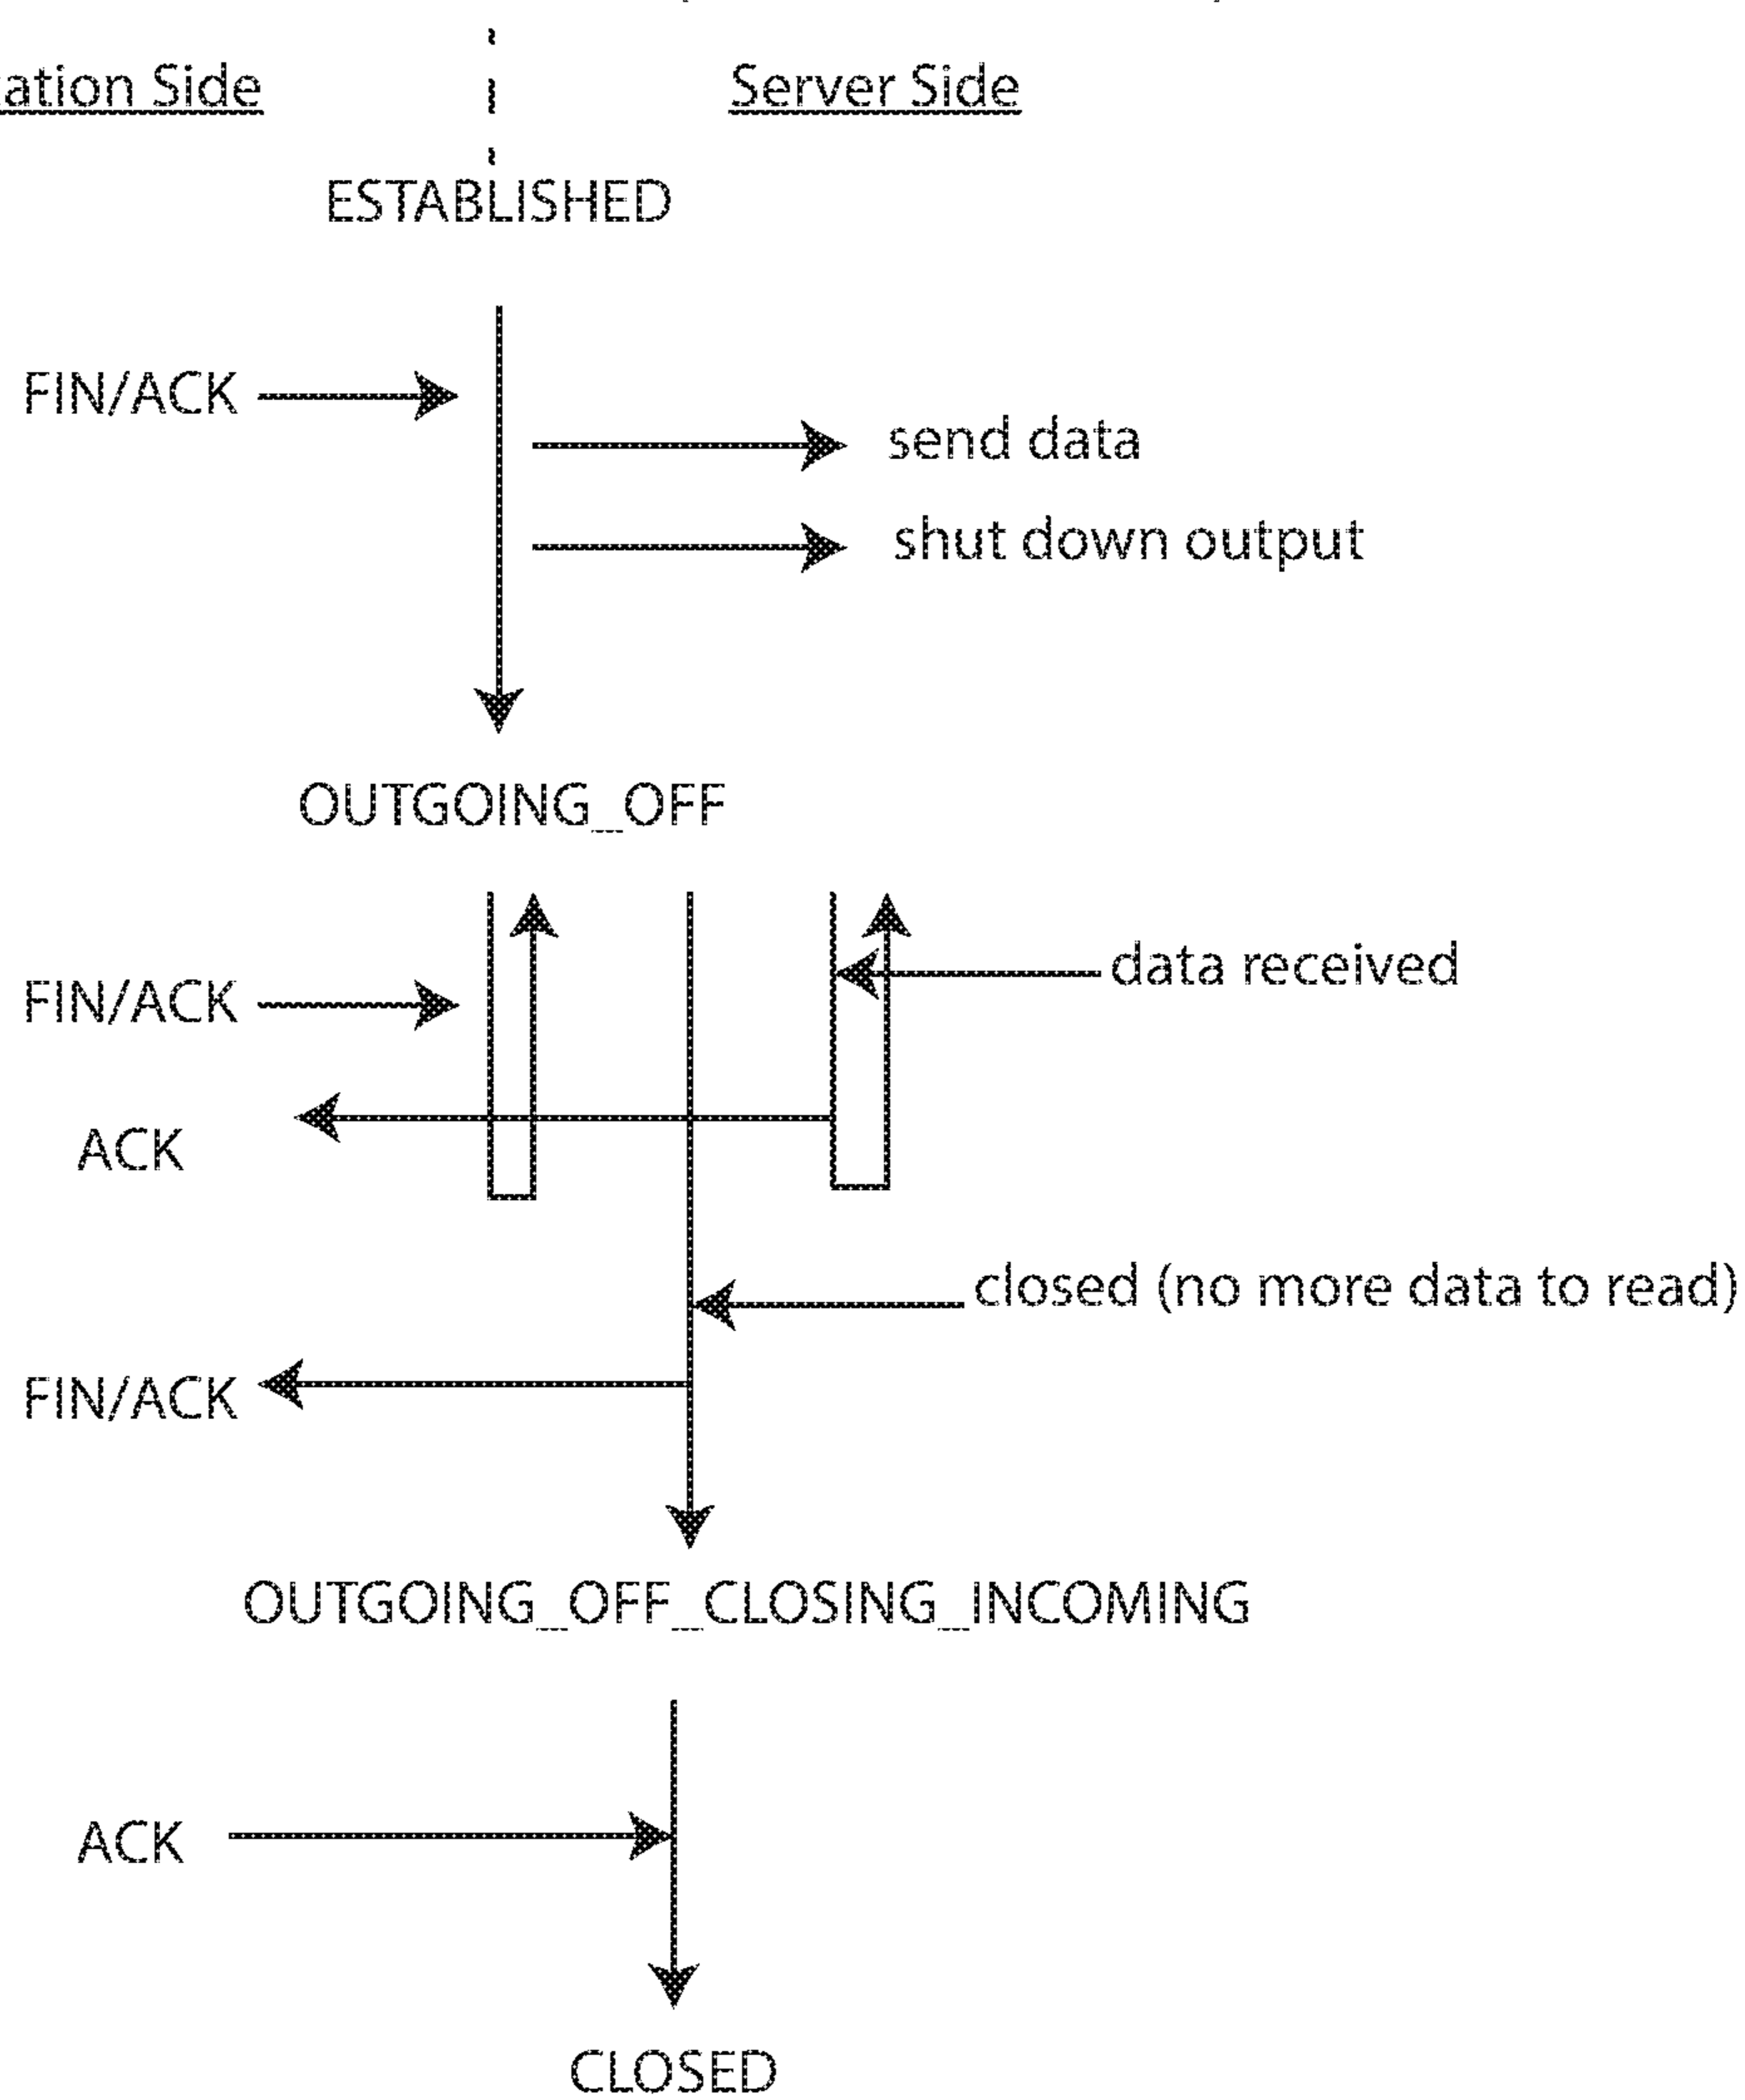 Side
Server Side
ESTABLISHED
FIN/ACK
send data
shut down output
OUTGOING_OFF
data received
FIN/ACK
ACK
closed (no more data to read)
FIN/ACK
OUTGOING_OFF_CLOSING_INCOMING
ACK
CLOSED